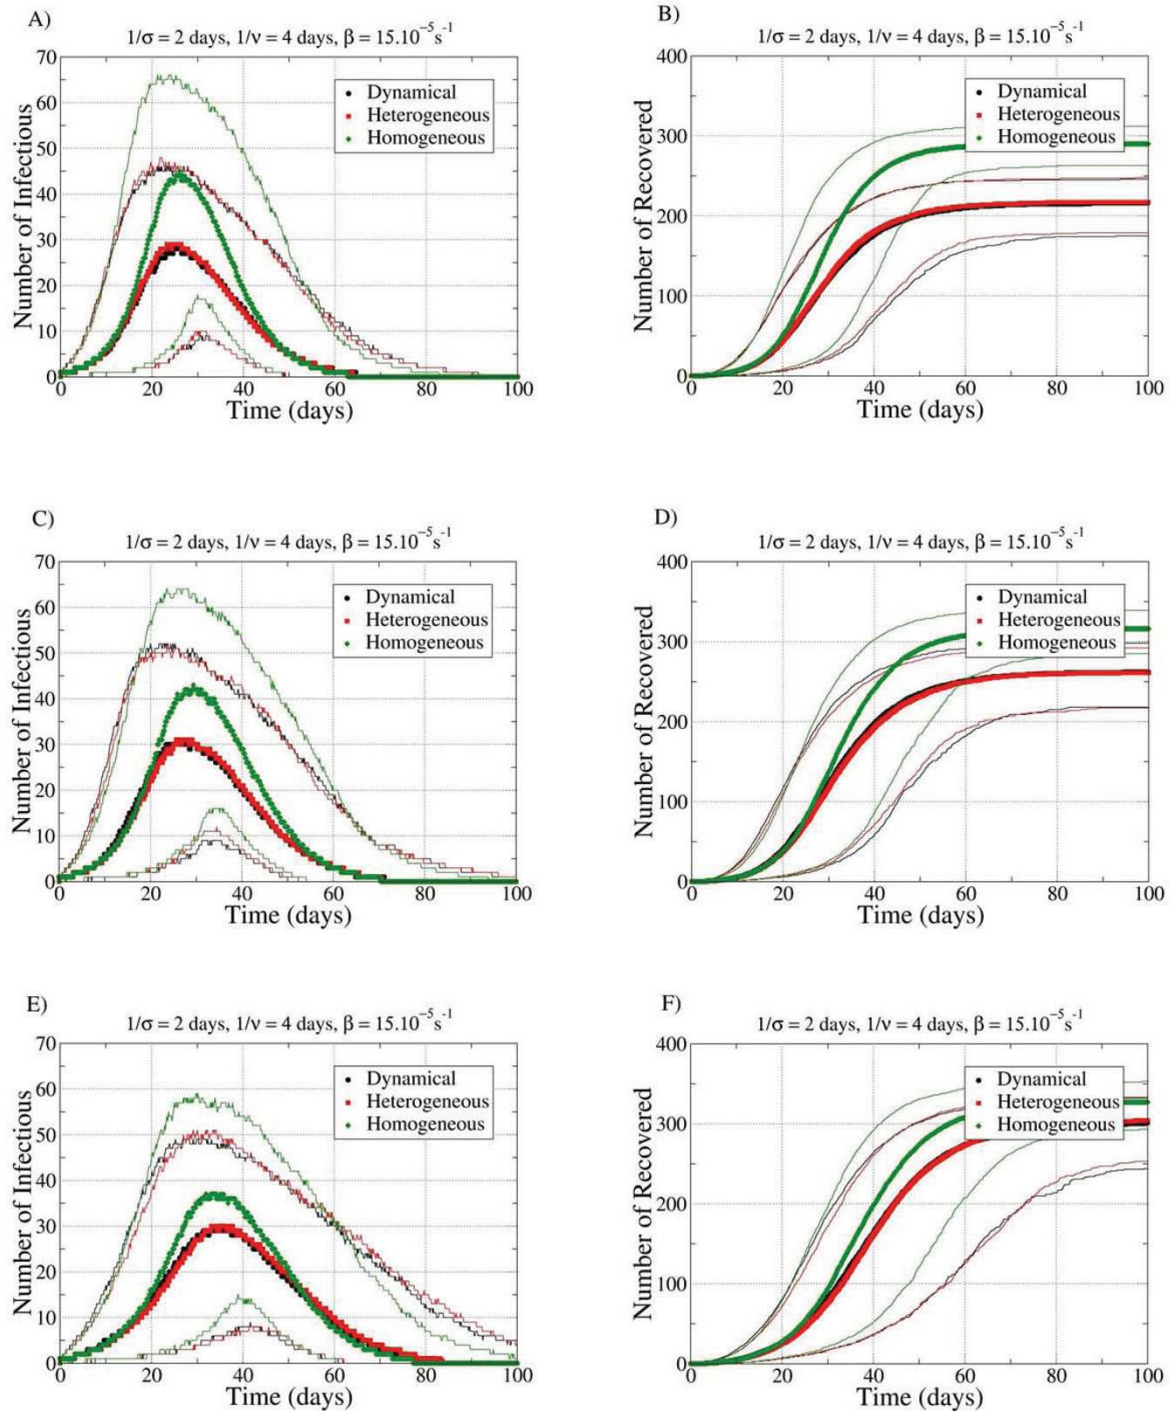 A)
1/σ = 2 days, 1/ν = 4 days, β = 15.10⁻⁵s⁻¹
70
60
50
40
30
20
10
0
Number of Infectious
Dynamical
Heterogeneous
Homogeneous
0 20 40 60 80 100
Time (days)
B)
1/σ = 2 days, 1/ν = 4 days, β = 15.10⁻⁵s⁻¹
400
300
200
100
0
Number of Recovered
Dynamical
Heterogeneous
Homogeneous
0 20 40 60 80 100
Time (days)
C)
1/σ = 2 days, 1/ν = 4 days, β = 15.10⁻⁵s⁻¹
70
60
50
40
30
20
10
0
Number of Infectious
Dynamical
Heterogeneous
Homogeneous
0 20 40 60 80 100
Time (days)
D)
1/σ = 2 days, 1/ν = 4 days, β = 15.10⁻⁵s⁻¹
400
300
200
100
0
Number of Recovered
Dynamical
Heterogeneous
Homogeneous
0 20 40 60 80 100
Time (days)
E)
1/σ = 2 days, 1/ν = 4 days, β = 15.10⁻⁵s⁻¹
70
60
50
40
30
20
10
0
Number of Infectious
Dynamical
Heterogeneous
Homogeneous
0 20 40 60 80 100
Time (days)
F)
1/σ = 2 days, 1/ν = 4 days, β = 15.10⁻⁵s⁻¹
400
300
200
100
0
Number of Recovered
Dynamical
Heterogeneous
Homogeneous
0 20 40 60 80 100
Time (days)